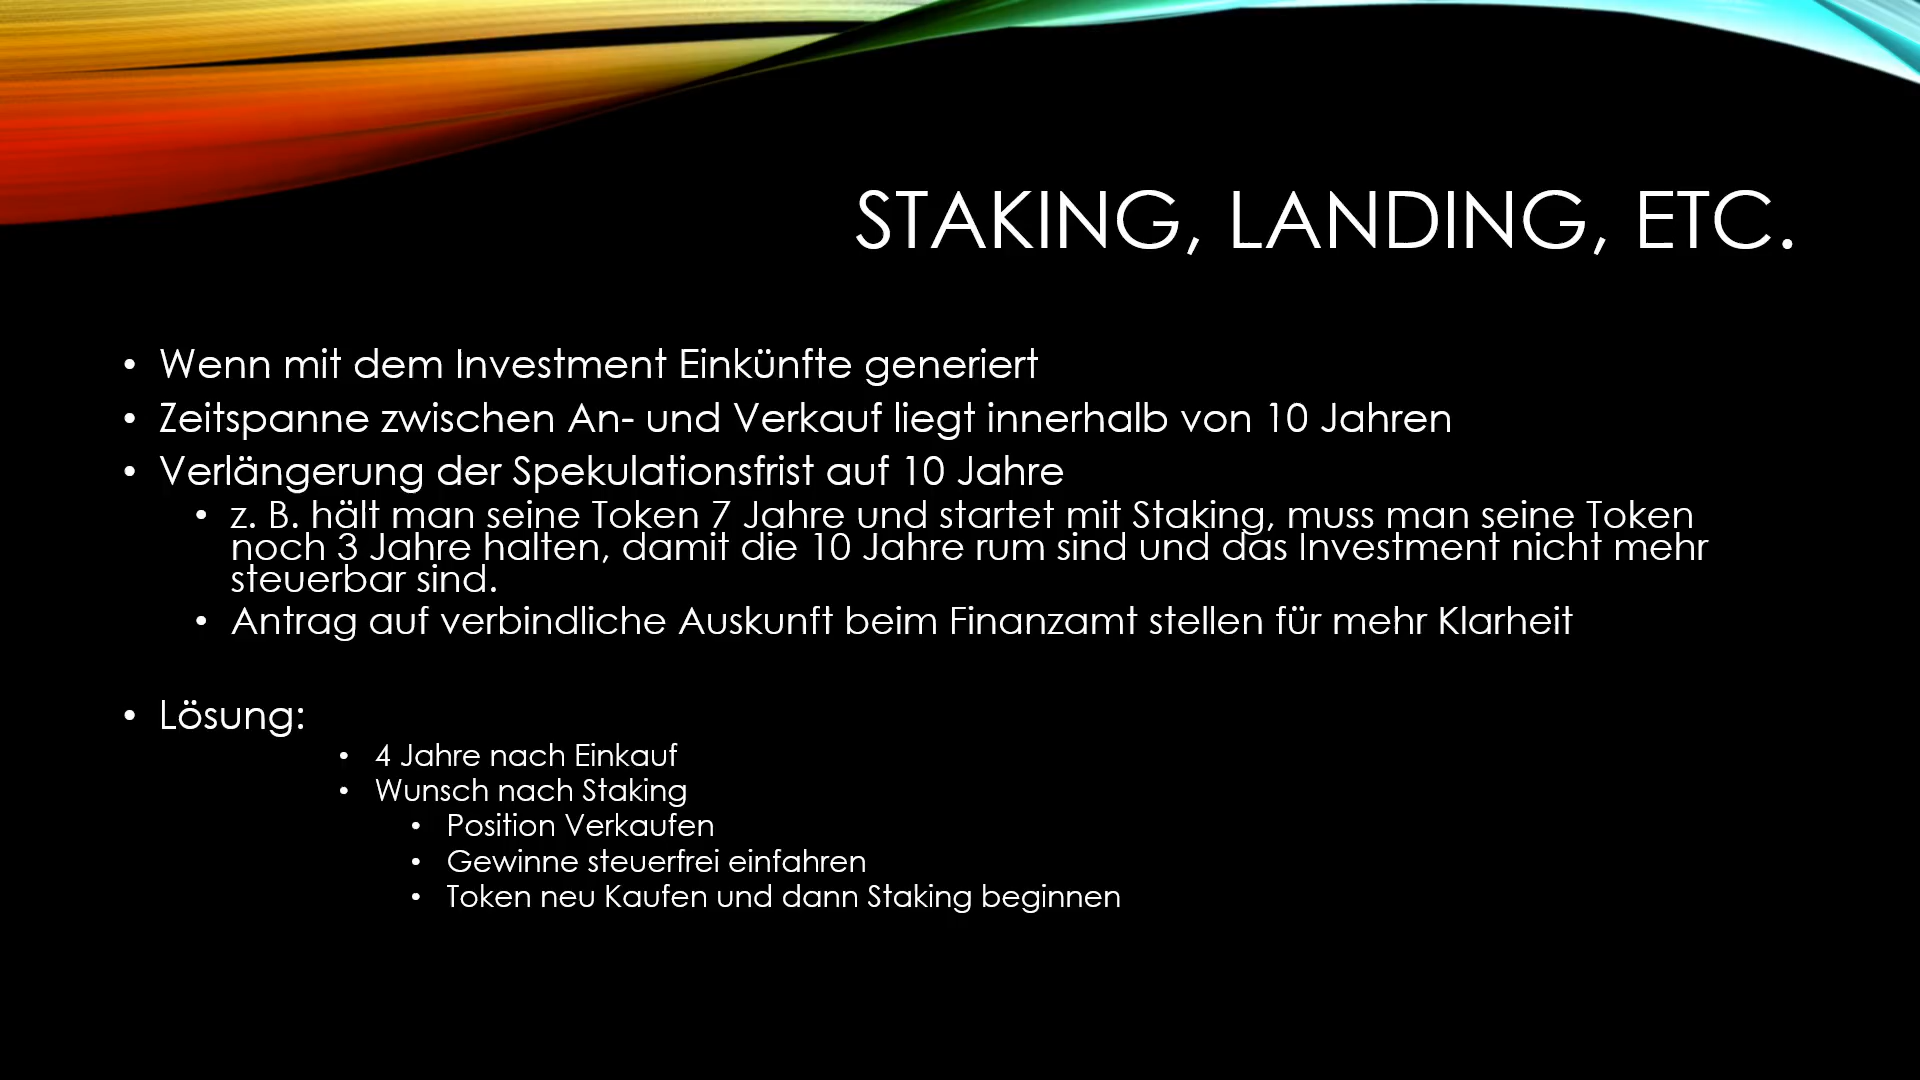 STAKING, LANDING, ETC.
• Wenn mit dem Investment Einkünfte generiert
• Zeitspanne zwischen An- und Verkauf liegt innerhalb von 10 Jahren
• Verlängerung der Spekulationsfrist auf 10 Jahre
• z. B. hält man seine Token 7 Jahre und startet mit Staking, muss man seine Token
noch 3 Jahre halten, damit die 10 Jahre rum sind und das Investment nicht mehr
steuerbar sind.
• Antrag auf verbindliche Auskunft beim Finanzamt stellen für mehr Klarheit
• Lösung:
• 4 Jahre nach Einkauf
• Wunsch nach Staking
• Position Verkaufen
• Gewinne steuerfrei einfahren
• Token neu Kaufen und dann Staking beginnen